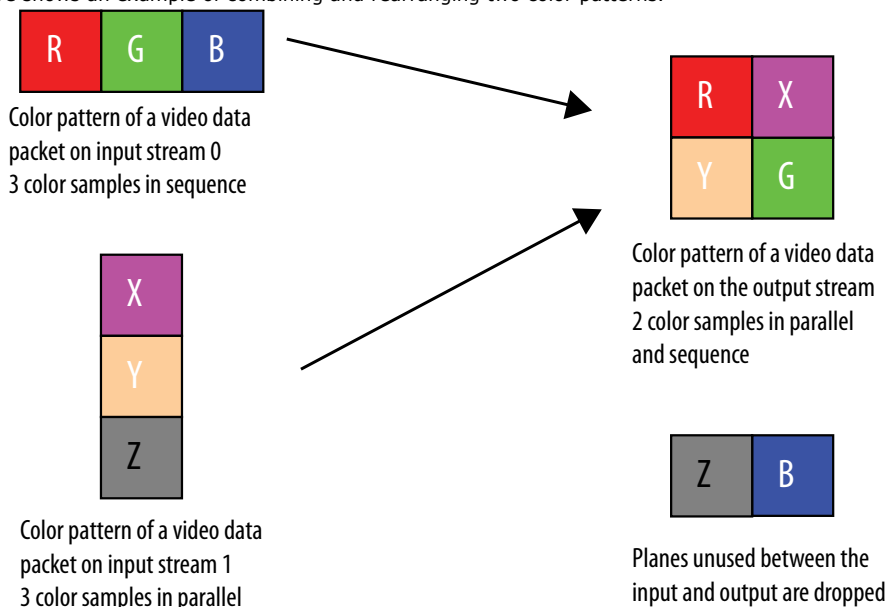 R G B
Color pattern of a video data
packet on input stream 0
3 color samples in sequence
X
Y
Z
Color pattern of a video data
packet on input stream 1
3 color samples in parallel
R X
Y G
Color pattern of a video data
packet on the output stream
2 color samples in parallel
and sequence
Z B
Planes unused between the
input and output are dropped